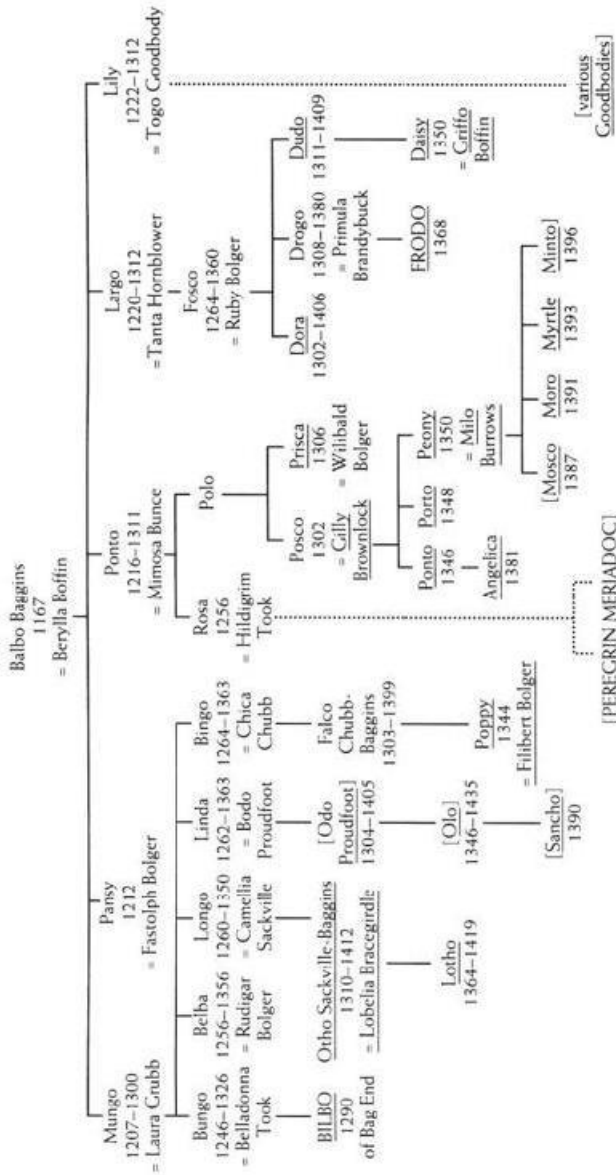 Balbo Baggins
1167
= Berylla Boffin
Mungo
1207–1300
= Laura Grubb
Pansy
1212
= Fastolph Bolger
Ponto
1216–1311
= Mimosa Bunce
Largo
1220–1312
=Tanta Hornblower
Lily
1222–1312
= Togo Goodbody
Bungo
1246–1326
= Belladonna
Took
Belba
1256–1356
= Rudigar
Bolger
Longo
1260–1350
= Camellia
Sackville
Linda
1262–1363
= Bodo
Proudfoot
Bingo
1264–1363
= Chica
Chubb
Rosa
1256
= Hildigrim
Took
Polo
Fosco
1264–1360
= Ruby Bolger
BILBO
1290
of Bag End
Otho Sackville-Baggins
1310–1412
= Lobelia Bracegirdle
[Odo
Proudfoot]
1304–1405
Falco
Chubb-
Baggins
1303–1399
Posco
1302
= Gilly
Brownlock
Prisca
1306
= Wilibald
Bolger
Dora
1302–1406
Drogo
1308–1380
= Primula
Brandybuck
Dudo
1311–1409
Lotho
1364–1419
[Olo]
1346–1435
Poppy
1344
= Filibert Bolger
Ponto
1346
Porto
1348
Peony
1350
= Milo
Burrows
FRODO
1368
Daisy
1350
= Griffo
Boffin
[Sancho]
1390
Angelica
1381
[Mosco
1387
Moro
1391
Myrtle
1393
Minto]
1396
[PEREGRIN MERIADOC]
[various
Goodbodies]